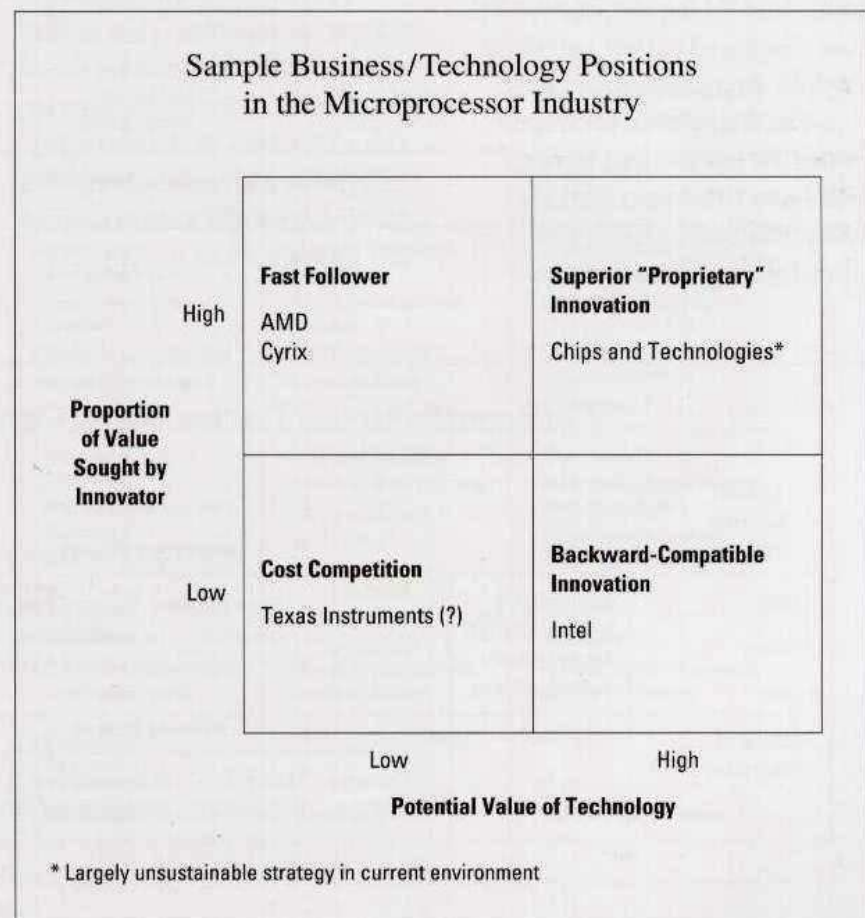 Sample Business/Technology Positions
in the Microprocessor Industry
Fast Follower
AMD
Cyrix
Superior “Proprietary”
Innovation
Chips and Technologies*
High
Proportion
of Value
Sought by
Innovator
Low
Cost Competition
Texas Instruments (?)
Backward-Compatible
Innovation
Intel
Low
High
Potential Value of Technology
* Largely unsustainable strategy in current environment